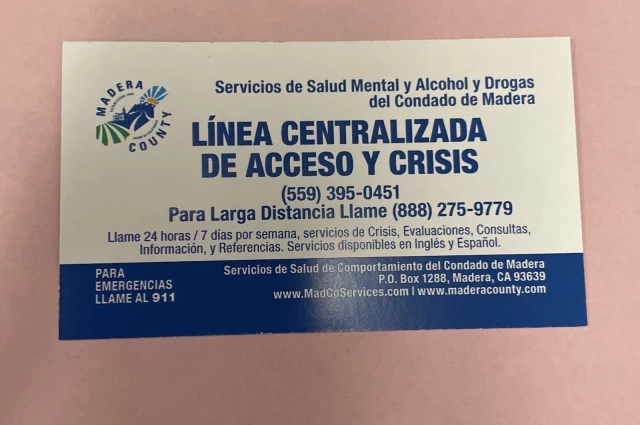 MADERA
COUNTY
Servicios de Salud Mental y Alcohol y Drogas
del Condado de Madera
LÍNEA CENTRALIZADA
DE ACCESO Y CRISIS
(559) 395-0451
Para Larga Distancia Llame (888) 275-9779
Llame 24 horas / 7 días por semana, servicios de Crisis, Evaluaciones, Consultas,
Información, y Referencias. Servicios disponibles en Inglés y Español.
PARA
EMERGENCIAS
LLAME AL 911
Servicios de Salud de Comportamiento del Condado de Madera
P.O. Box 1288, Madera, CA 93639
www.MadCoServices.com | www.maderacounty.com